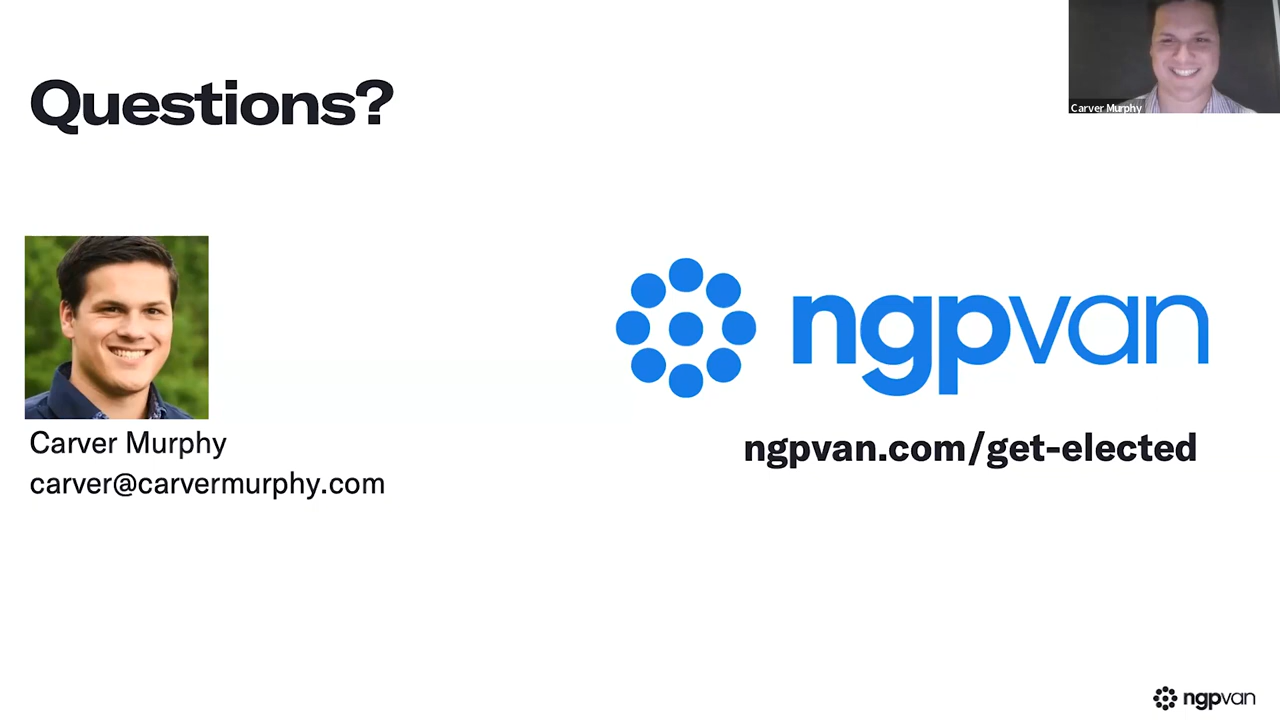 Questions?
Carver Murphy
ngpvan
Carver Murphy
carver@carvermurphy.com
ngpvan.com/get-elected
ngpvan